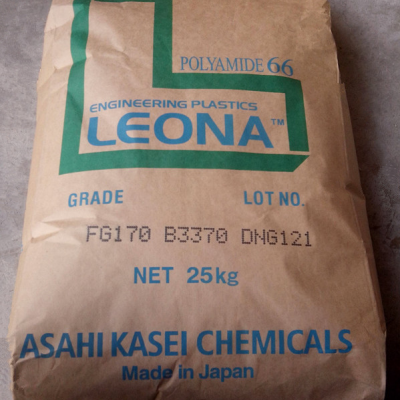 POLYAMIDE 66
ENGINEERING PLASTICS
LEONA™
GRADE LOT NO.
FG170 B3370 DNG121
NET 25kg
ASAHI KASEI CHEMICALS
Made in Japan